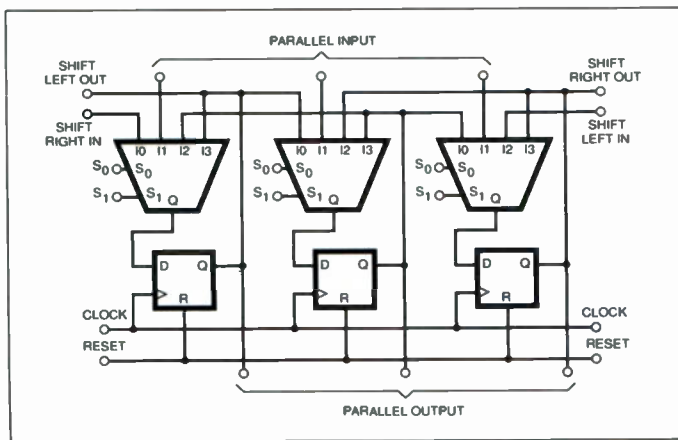 PARALLEL INPUT
SHIFT
LEFT OUT
SHIFT
RIGHT OUT
SHIFT
RIGHT IN
SHIFT
LEFT IN
I0 I1 I2 I3
I0 I1 I2 I3
I0 I1 I2 I3
S0 S0
S0 S0
S0 S0
S1 S1 Q
S1 S1 Q
S1 S1 Q
D Q
D Q
D Q
R
R
R
CLOCK
CLOCK
RESET
RESET
PARALLEL OUTPUT